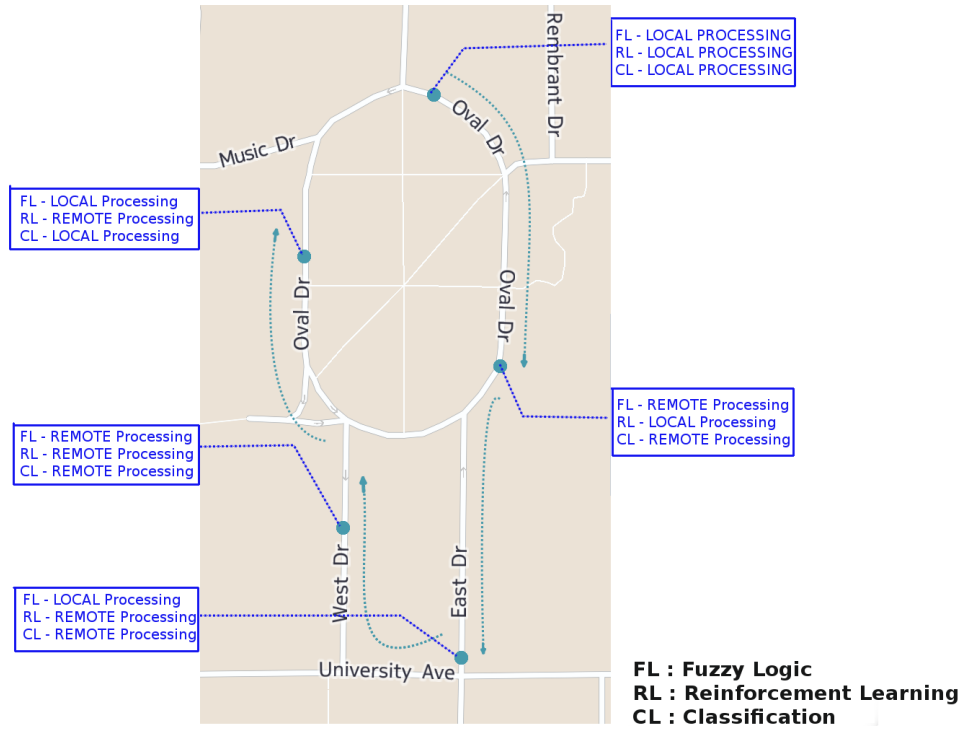 FL - LOCAL PROCESSING
RL - LOCAL PROCESSING
CL - LOCAL PROCESSING
Rembrant Dr
Oval Dr
Music Dr
FL - LOCAL Processing
RL - REMOTE Processing
CL - LOCAL Processing
Oval Dr
Oval Dr
FL - REMOTE Processing
RL - LOCAL Processing
CL - REMOTE Processing
FL - REMOTE Processing
RL - REMOTE Processing
CL - REMOTE Processing
West Dr
East Dr
FL - LOCAL Processing
RL - REMOTE Processing
CL - REMOTE Processing
University Ave
FL : Fuzzy Logic
RL : Reinforcement Learning
CL : Classification